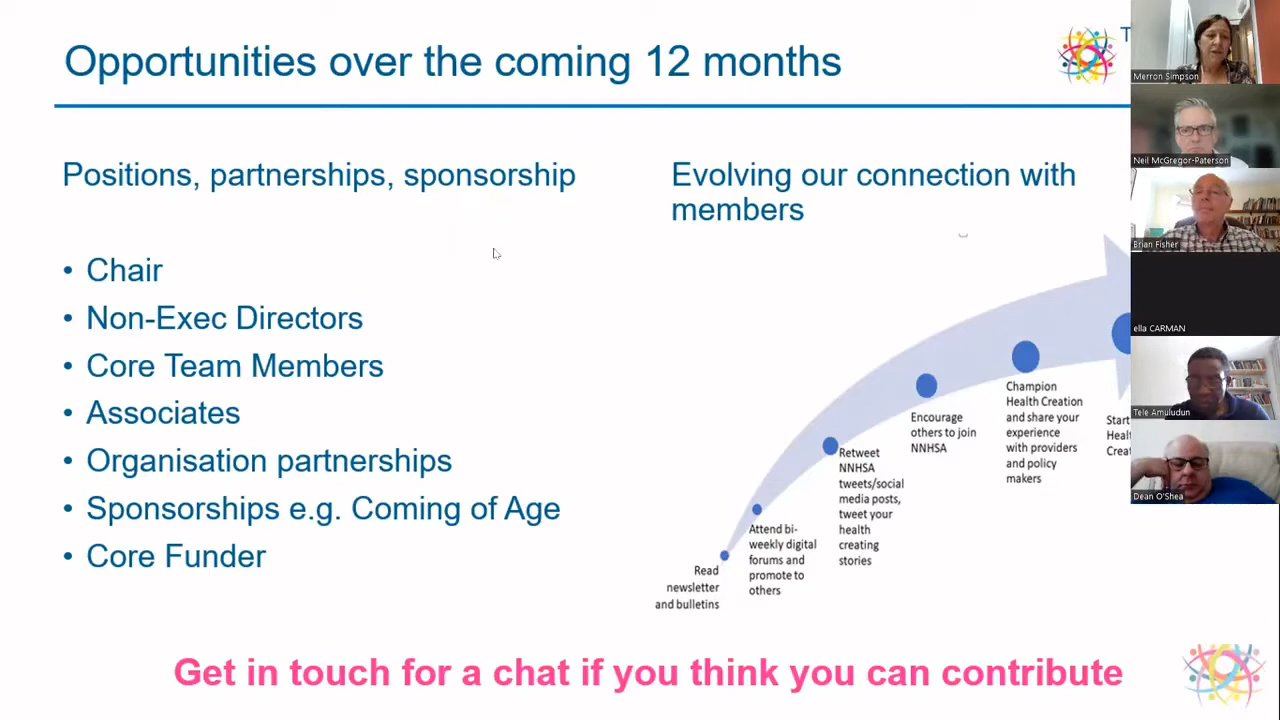 Opportunities over the coming 12 months
T
Positions, partnerships, sponsorship
• Chair
• Non-Exec Directors
• Core Team Members
• Associates
• Organisation partnerships
• Sponsorships e.g. Coming of Age
• Core Funder
Evolving our connection with
members
Read
newsletter
and bulletins
Attend bi-
weekly digital
forums and
promote to
others
Retweet
NNHSA
tweets/social
media posts,
tweet your
health
creating
stories
Encourage
others to join
NNHSA
Champion
Health Creation
and share your
experience
with providers
and policy
makers
Start
Healt
Creat
Get in touch for a chat if you think you can contribute
Merron Simpson
Neil McGregor-Paterson
Brian Fisher
ella CARMAN
Tele Amuludun
Dean O'Shea